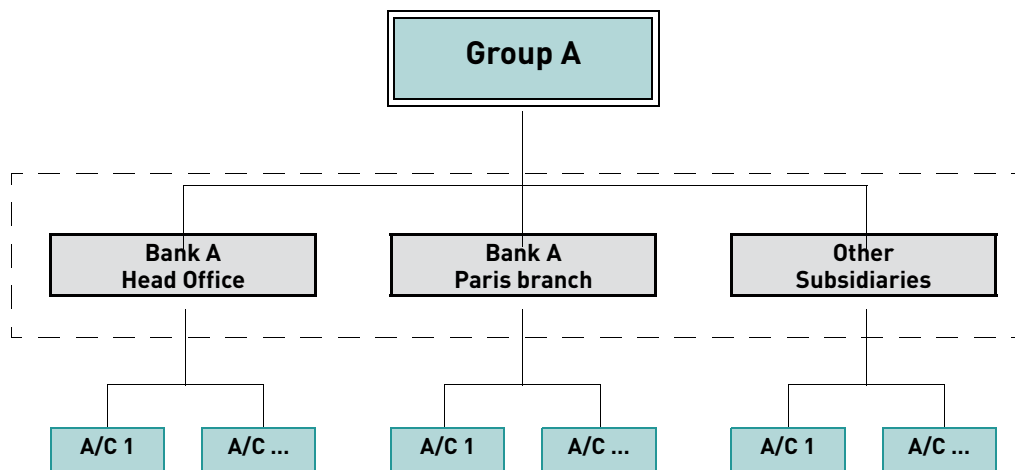 Group A
Bank A
Head Office
Bank A
Paris branch
Other
Subsidiaries
A/C 1
A/C ...
A/C 1
A/C ...
A/C 1
A/C ...